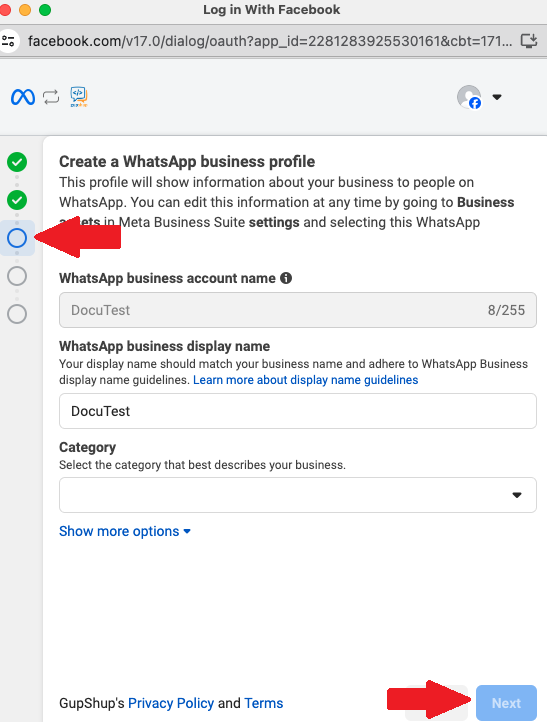 Log in With Facebook
facebook.com/v17.0/dialog/oauth?app_id=2281283925530161&cbt=171...
Create a WhatsApp business profile
This profile will show information about your business to people on
WhatsApp. You can edit this information at any time by going to Business
assets in Meta Business Suite settings and selecting this WhatsApp
WhatsApp business account name
DocuTest 8/255
WhatsApp business display name
Your display name should match your business name and adhere to WhatsApp Business
display name guidelines. Learn more about display name guidelines
DocuTest
Category
Select the category that best describes your business.
Show more options
GupShup's Privacy Policy and Terms
Next